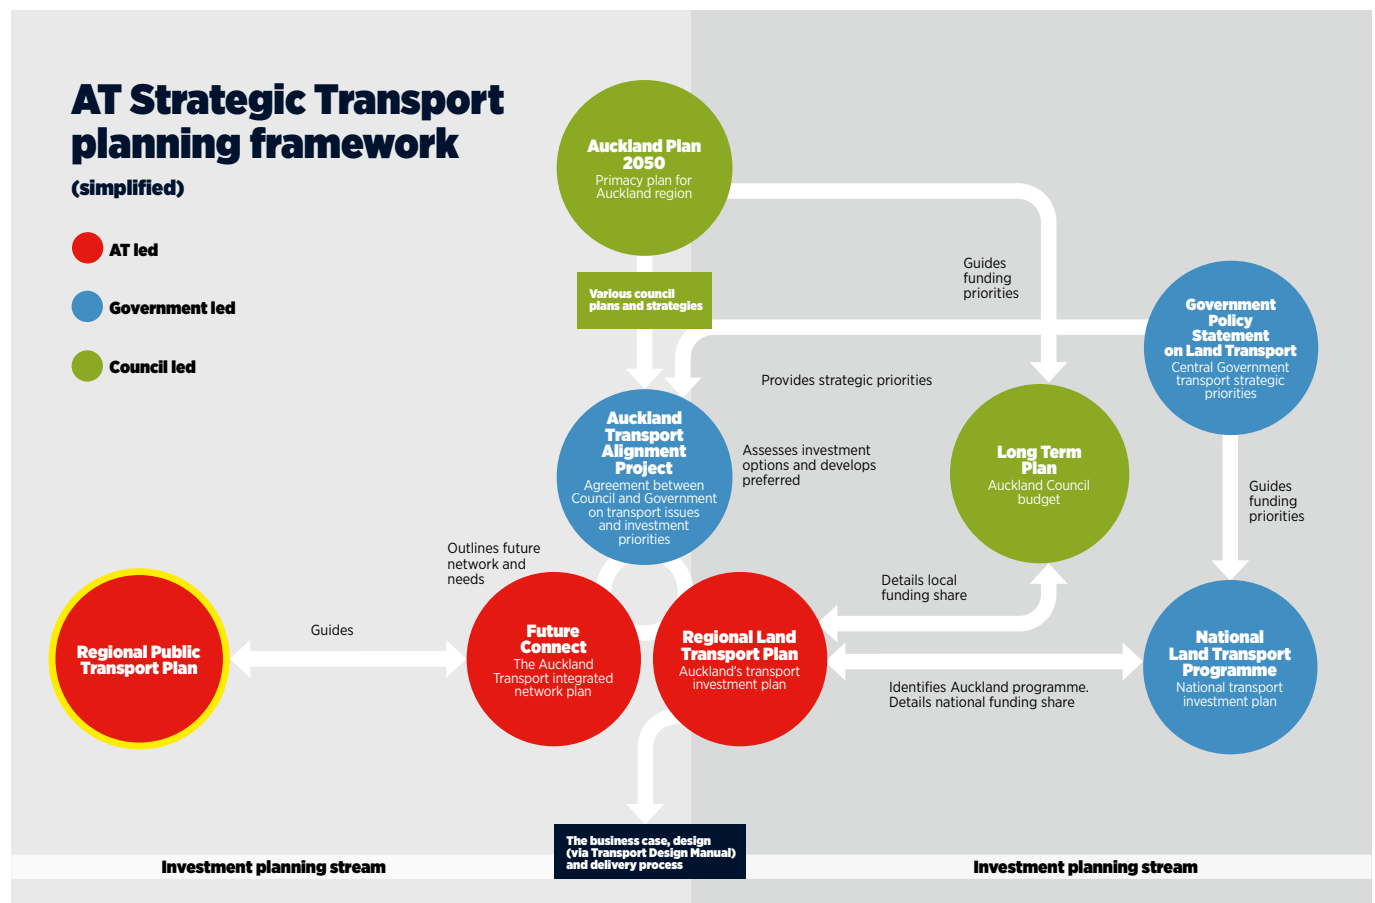 AT Strategic Transport
planning framework
(simplified)
AT led
Government led
Council led
Auckland Plan
2050
Primacy plan for
Auckland region
Various council
plans and strategies
Guides
funding
priorities
Government
Policy
Statement
on Land Transport
Central Government
transport strategic
priorities
Provides strategic priorities
Auckland
Transport
Alignment
Project
Agreement between
Council and Government
on transport issues
and investment
priorities
Assesses investment
options and develops
preferred
Long Term
Plan
Auckland Council
budget
Guides
funding
priorities
Outlines future
network and
needs
Details local
funding share
Regional Public
Transport Plan
Guides
Future
Connect
The Auckland
Transport integrated
network plan
Regional Land
Transport Plan
Auckland's transport
investment plan
Identifies Auckland programme.
Details national funding share
National
Land Transport
Programme
National transport
investment plan
The business case, design
(via Transport Design Manual)
and delivery process
Investment planning stream
Investment planning stream